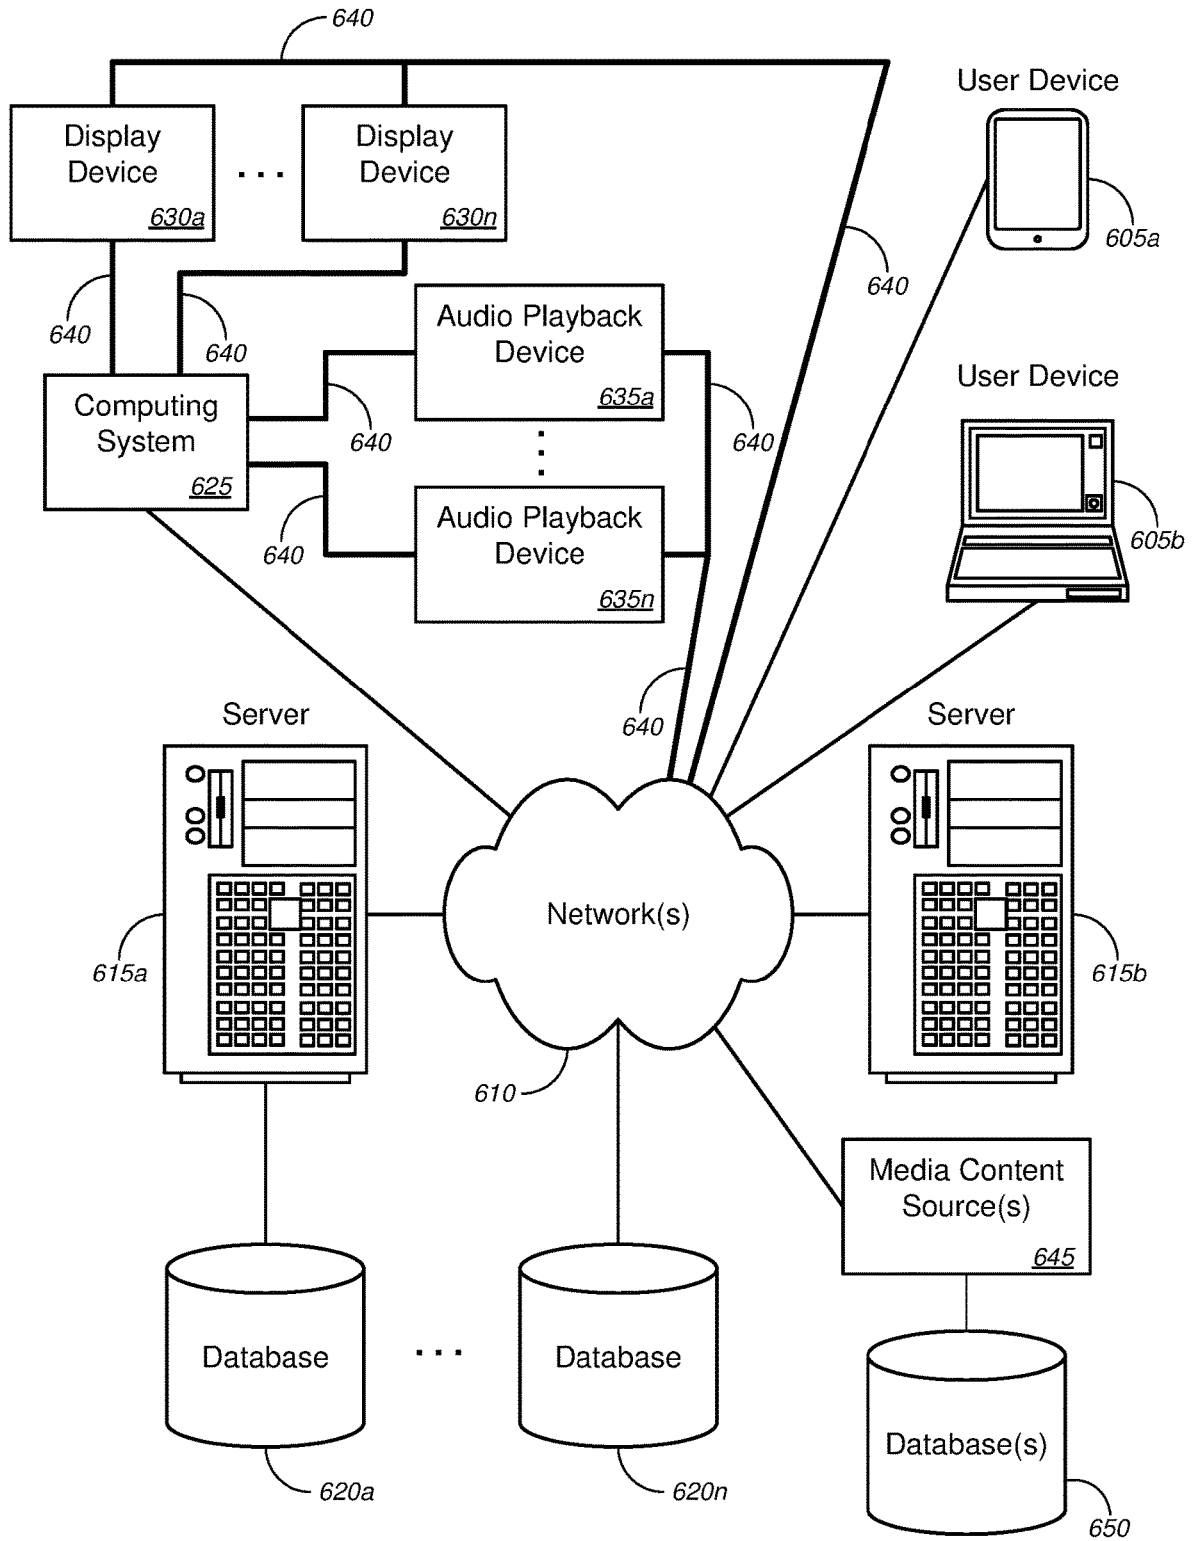 640
User Device
Display
Device
630a
. . .
Display
Device
630n
605a
640
640
640
Audio Playback
Device
635a
User Device
Computing
System
625
640
640
640
Audio Playback
Device
635n
605b
640
Server
Server
Network(s)
615a
615b
610
Media Content
Source(s)
645
Database
. . .
Database
Database(s)
620a
620n
650